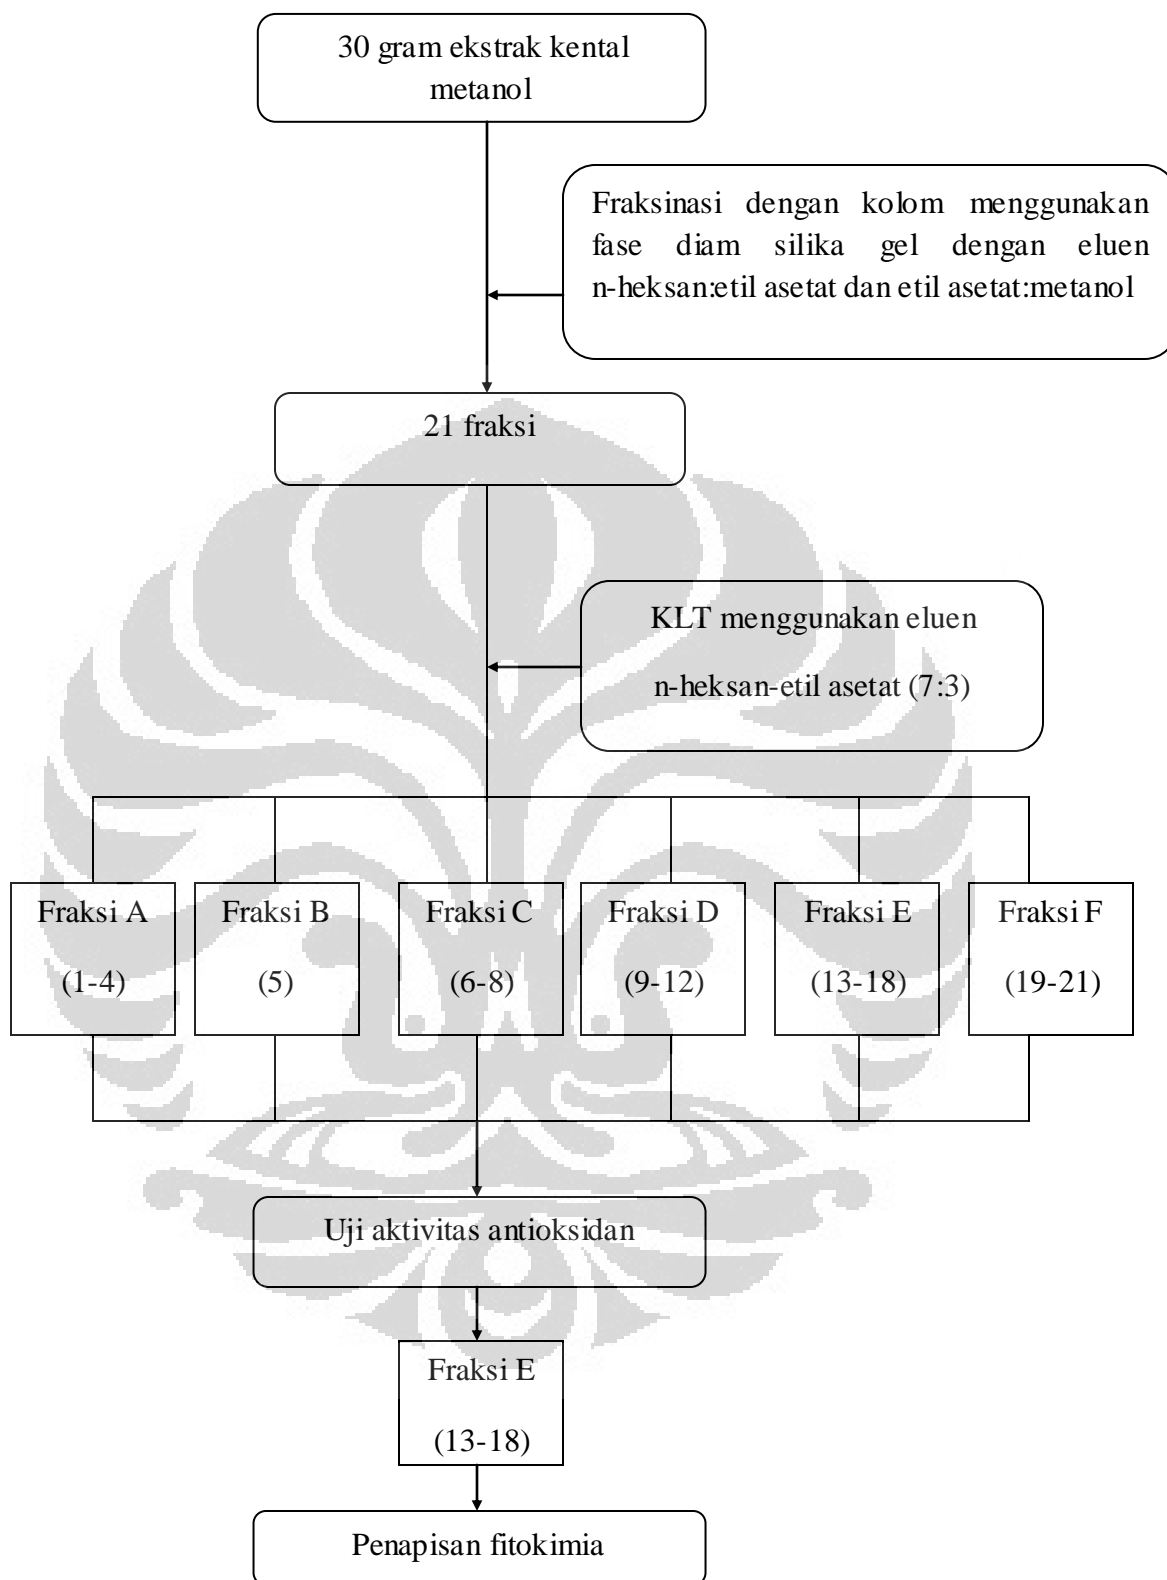 30 gram ekstrak kental
metanol
Fraksinasi dengan kolom menggunakan
fase diam silika gel dengan eluen
n-heksan:etil asetat dan etil asetat:metanol
21 fraksi
KLT menggunakan eluen
n-heksan-etil asetat (7:3)
Fraksi A
(1-4)
Fraksi B
(5)
Fraksi C
(6-8)
Fraksi D
(9-12)
Fraksi E
(13-18)
Fraksi F
(19-21)
Uji aktivitas antioksidan
Fraksi E
(13-18)
Penapisan fitokimia